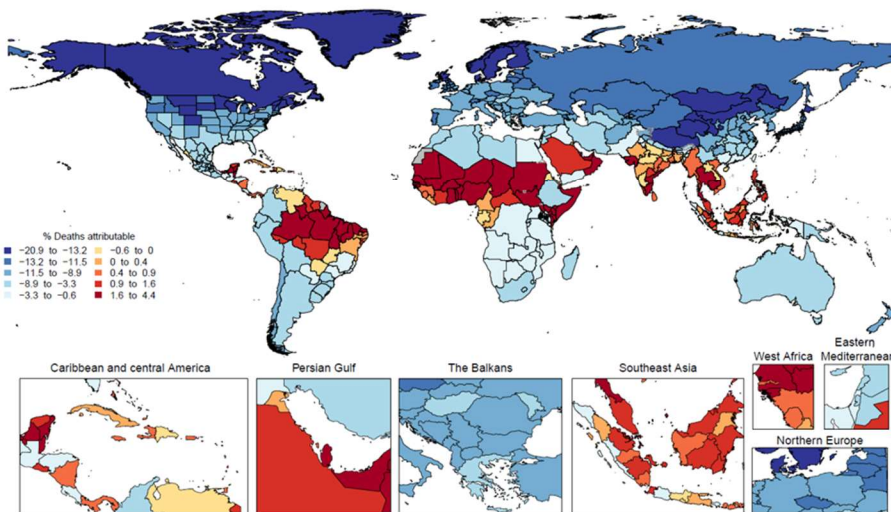 % Deaths attributable
−20.9 to −13.2 −0.6 to 0
−13.2 to −11.5 0 to 0.4
−11.5 to −8.9 0.4 to 0.9
−8.9 to −3.3 0.9 to 1.6
−3.3 to −0.6 1.6 to 4.4
Caribbean and central America
Persian Gulf
The Balkans
Southeast Asia
West Africa
Eastern
Mediterranean
Northern Europe